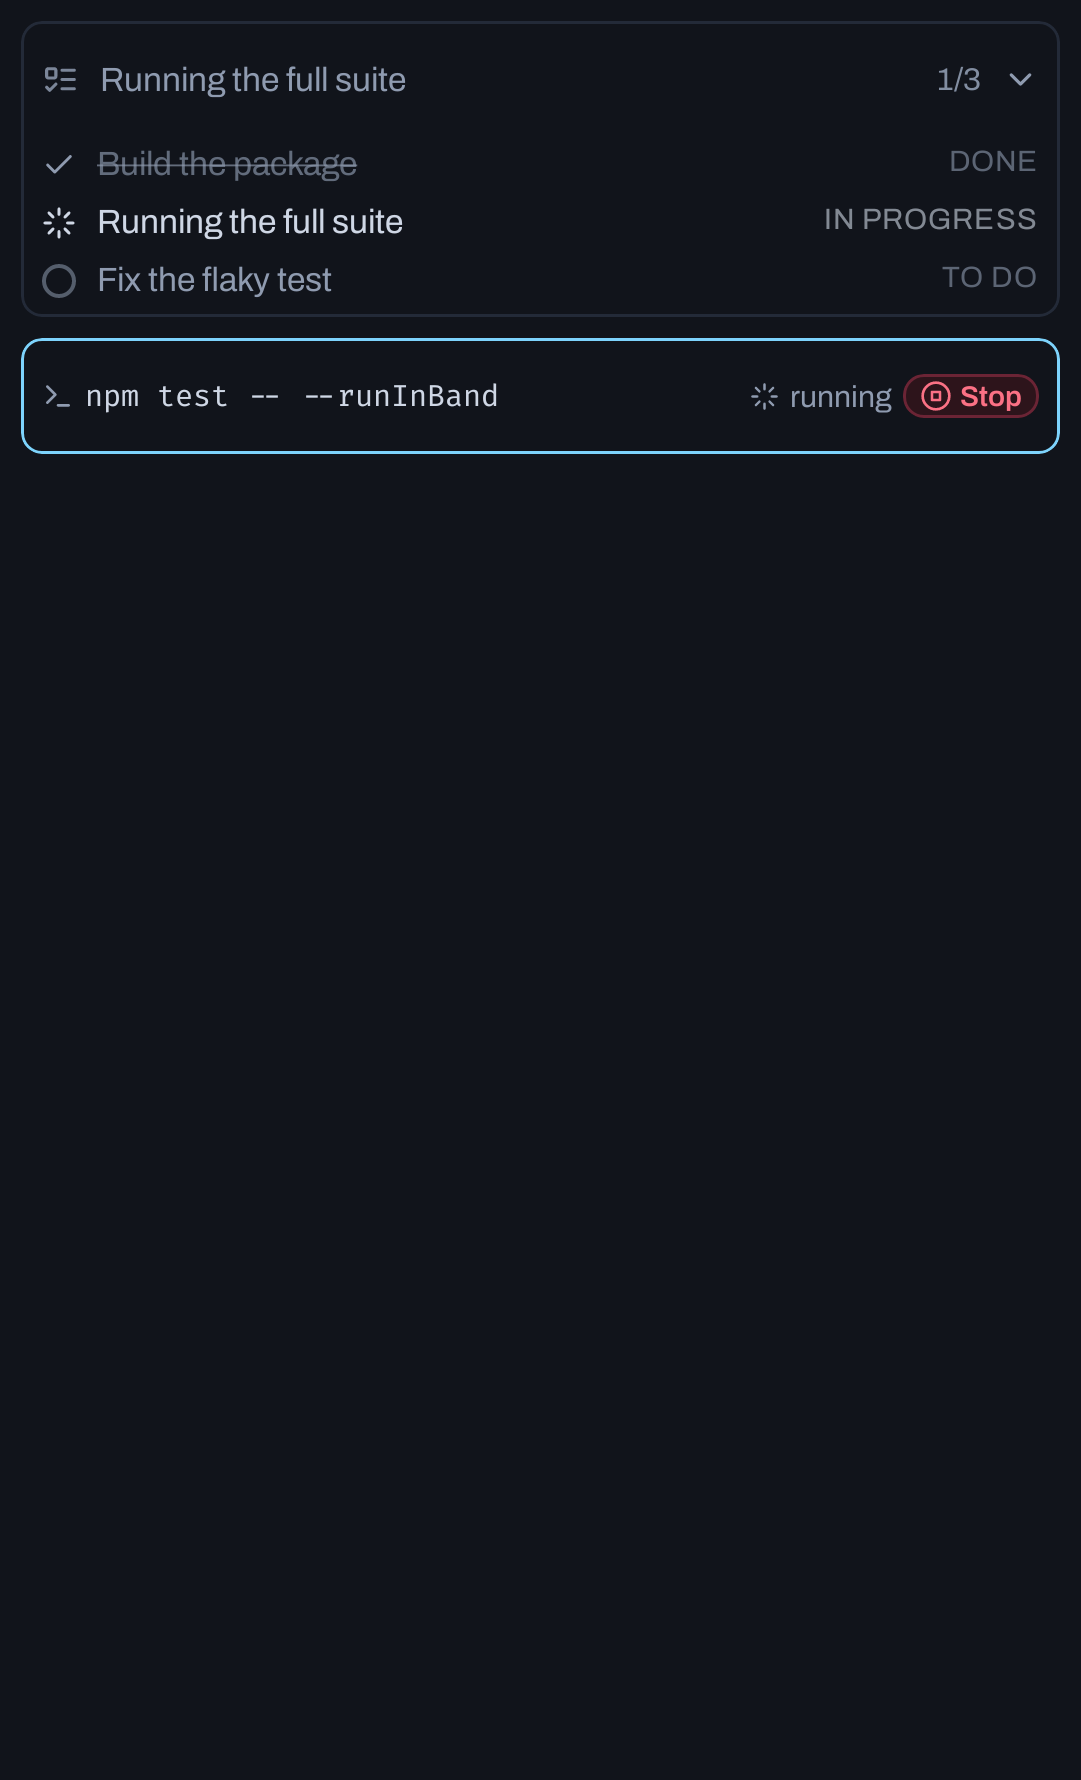 Running the full suite 1/3
Build the package DONE
Running the full suite IN PROGRESS
Fix the flaky test TO DO
npm test -- --runInBand running Stop